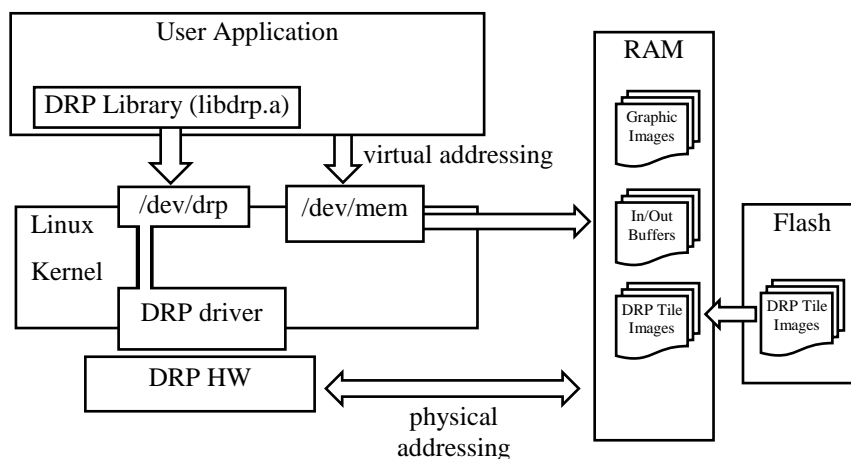 User Application
DRP Library (libdrp.a)
virtual addressing
/dev/drp
/dev/mem
Linux
Kernel
DRP driver
DRP HW
physical
addressing
RAM
Graphic
Images
In/Out
Buffers
DRP Tile
Images
Flash
DRP Tile
Images